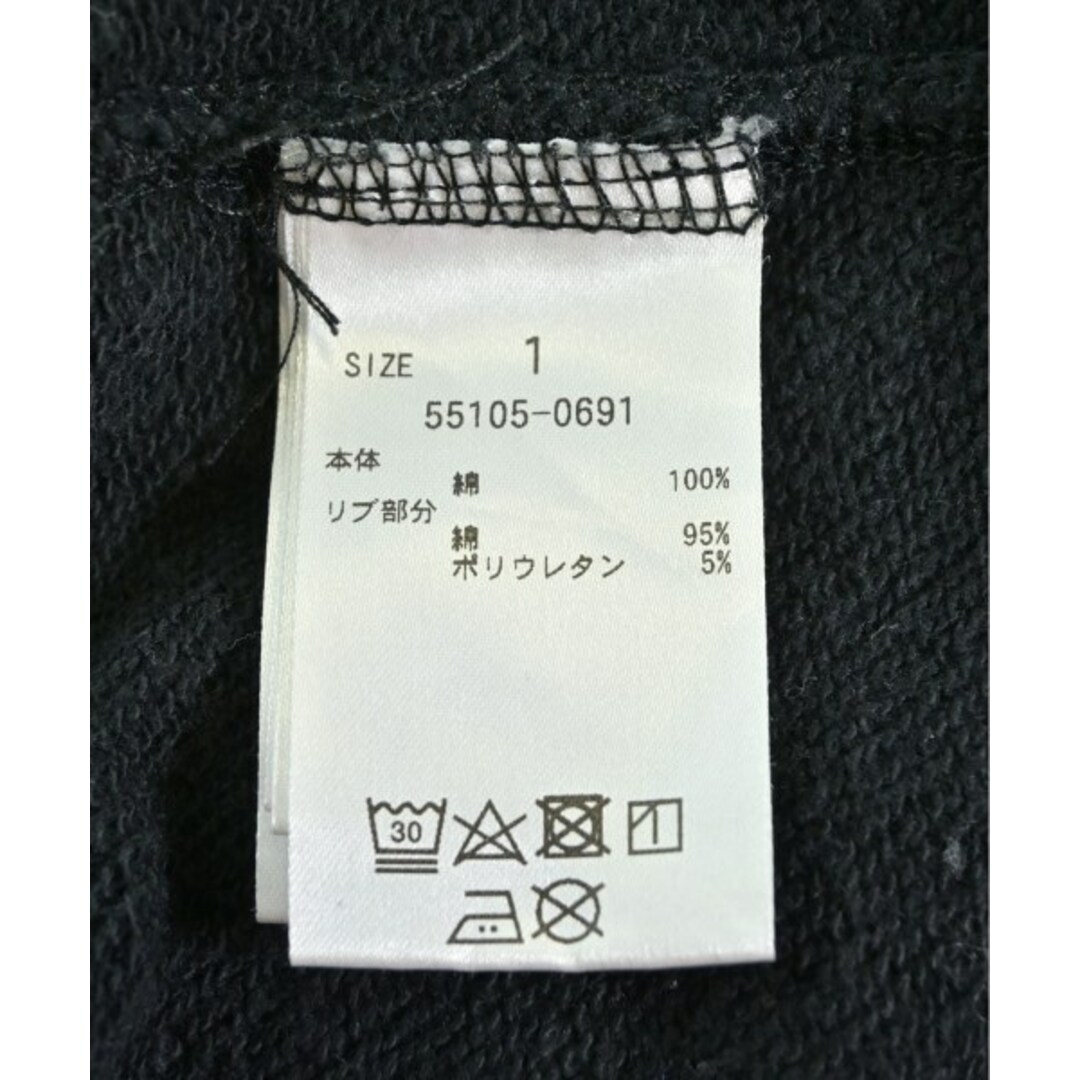 SIZE 1
55105-0691
本体
綿 100%
リブ部分
綿 95%
ポリウレタン 5%
30